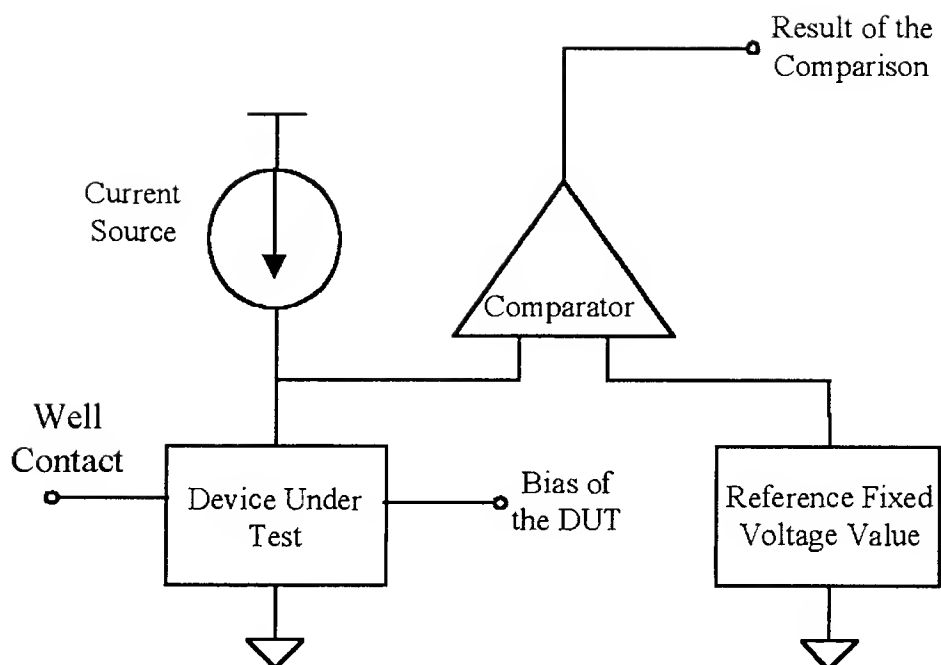 Result of the
Comparison
Current
Source
Comparator
Well
Contact
Device Under
Test
Bias of
the DUT
Reference Fixed
Voltage Value